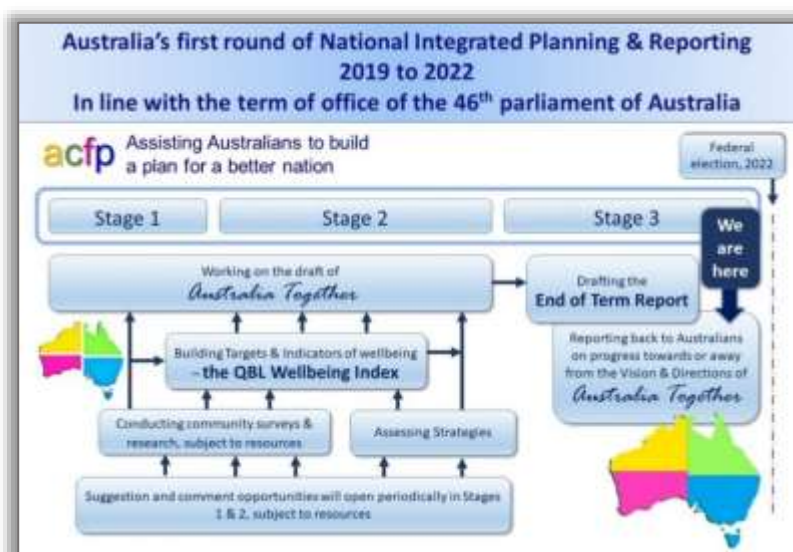 Australia's first round of National Integrated Planning & Reporting
2019 to 2022
In line with the term of office of the 46th parliament of Australia
acfp
Assisting Australians to build
a plan for a better nation
Federal
election, 2022
Stage 1
Stage 2
Stage 3
We
are
here
Working on the draft of
Australia Together
Drafting the
End of Term Report
Building Targets & Indicators of wellbeing
– the QBL Wellbeing Index
Reporting back to Australians
on progress towards or away
from the Vision & Directions of
Australia Together
Conducting community surveys &
research, subject to resources
Assessing Strategies
Suggestion and comment opportunities will open periodically in Stages
1 & 2, subject to resources